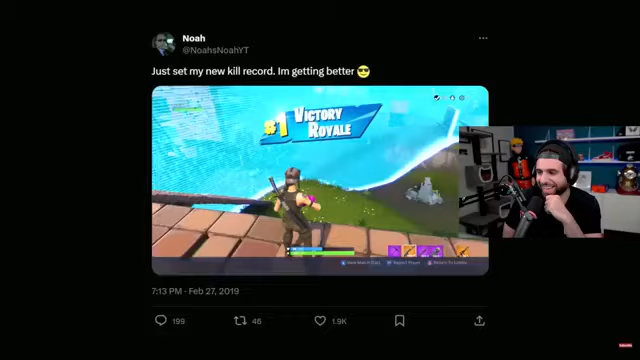 Noah
@NoahsNoahYT
Just set my new kill record. Im getting better 😎
#1 VICTORY
ROYALE
7:13 PM · Feb 27, 2019
199
46
1.9K